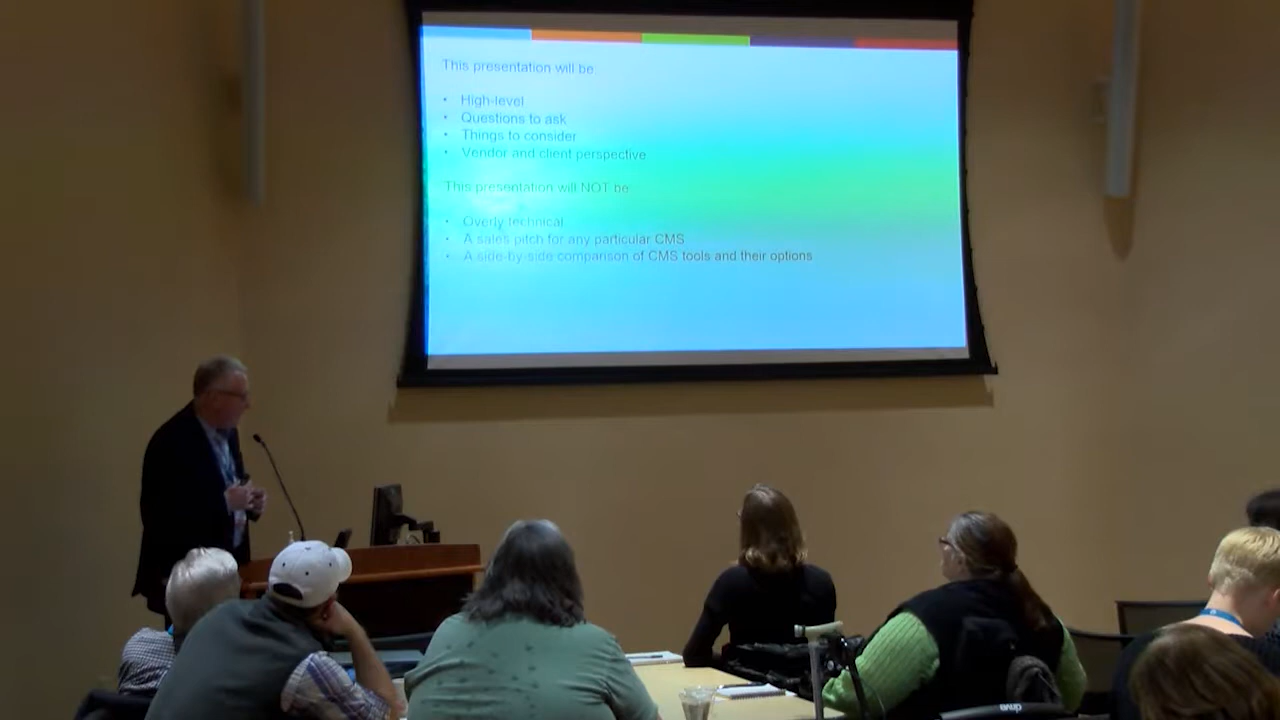 This presentation will be:
• High-level
• Questions to ask
• Things to consider
• Vendor and client perspective
This presentation will NOT be:
• Overly technical
• A sales pitch for any particular CMS
• A side-by-side comparison of CMS tools and their options
drive